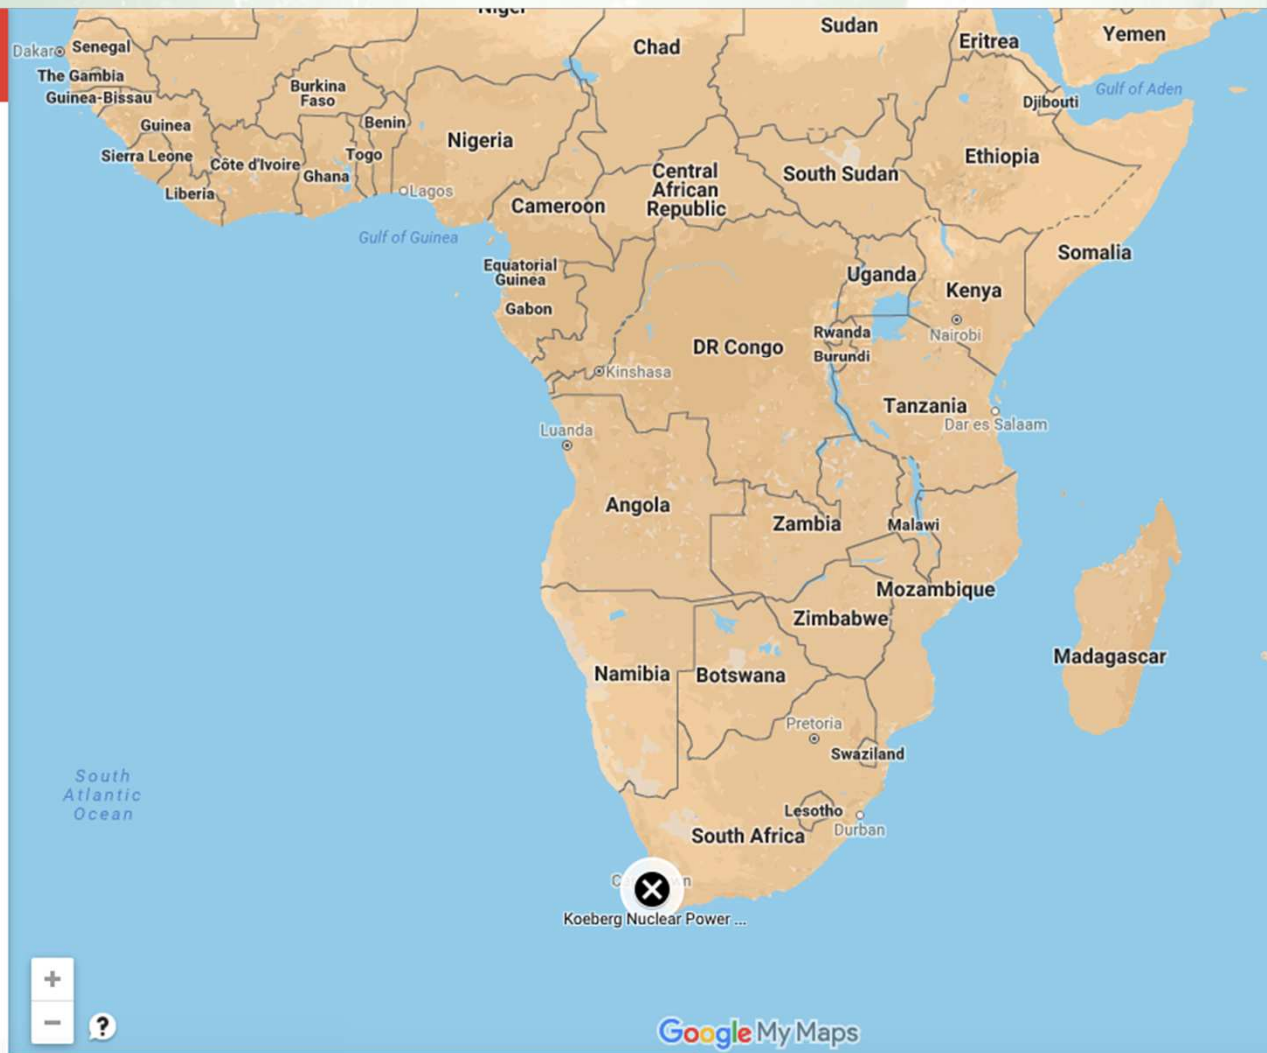 Niger
Sudan
Chad
Eritrea
Yemen
Dakar
Senegal
The Gambia
Guinea-Bissau
Burkina
Faso
Gulf of Aden
Djibouti
Guinea
Benin
Nigeria
Sierra Leone
Côte d'Ivoire
Togo
Ghana
Ethiopia
Central
African
Republic
South Sudan
Liberia
Lagos
Cameroon
Gulf of Guinea
Somalia
Equatorial
Guinea
Uganda
Kenya
Gabon
Rwanda
Nairobi
DR Congo
Burundi
Kinshasa
Tanzania
Dar es Salaam
Luanda
Angola
Zambia
Malawi
Mozambique
Zimbabwe
Madagascar
Namibia
Botswana
Pretoria
Swaziland
South
Atlantic
Ocean
Lesotho
Durban
South Africa
Koeberg Nuclear Power ...
+
−
?
Google My Maps